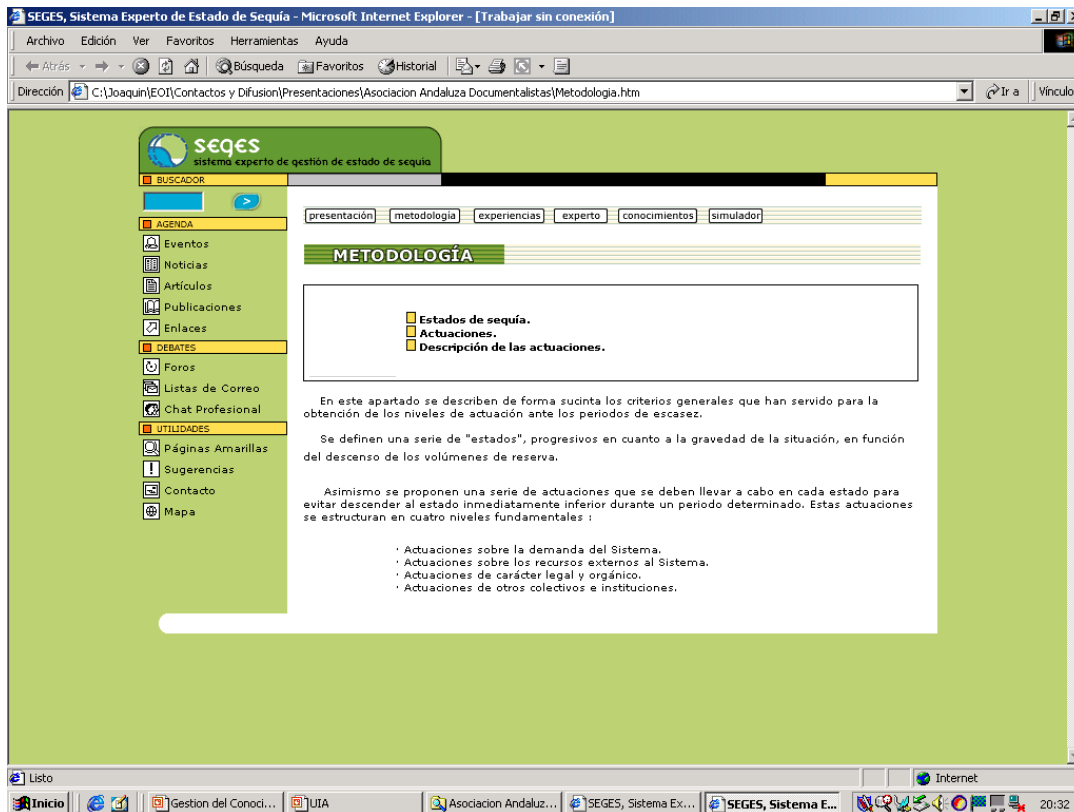 SEGES, Sistema Experto de Estado de Sequía - Microsoft Internet Explorer - [Trabajar sin conexión]
Archivo Edición Ver Favoritos Herramientas Ayuda
Atrás Búsqueda Favoritos Historial
Dirección C:\Joaquin\EOI\Contactos y Difusion\Presentaciones\Asociacion Andaluza Documentalistas\Metodologia.htm Ir a Vínculo
seges
sistema experto de gestión de estado de sequia
BUSCADOR
>
presentación metodología experiencias experto conocimientos simulador
AGENDA
Eventos
Noticias
Artículos
Publicaciones
Enlaces
DEBATES
Foros
Listas de Correo
Chat Profesional
UTILIDADES
Páginas Amarillas
Sugerencias
Contacto
Mapa
METODOLOGÍA
Estados de sequía.
Actuaciones.
Descripción de las actuaciones.
En este apartado se describen de forma sucinta los criterios generales que han servido para la
obtención de los niveles de actuación ante los periodos de escasez.
Se definen una serie de "estados", progresivos en cuanto a la gravedad de la situación, en función
del descenso de los volúmenes de reserva.
Asimismo se proponen una serie de actuaciones que se deben llevar a cabo en cada estado para
evitar descender al estado inmediatamente inferior durante un periodo determinado. Estas actuaciones
se estructuran en cuatro niveles fundamentales :
· Actuaciones sobre la demanda del Sistema.
· Actuaciones sobre los recursos externos al Sistema.
· Actuaciones de carácter legal y orgánico.
· Actuaciones de otros colectivos e instituciones.
Listo Internet
Inicio Gestion del Conoci... UIA Asociacion Andaluz... SEGES, Sistema Ex... SEGES, Sistema E... 20:32